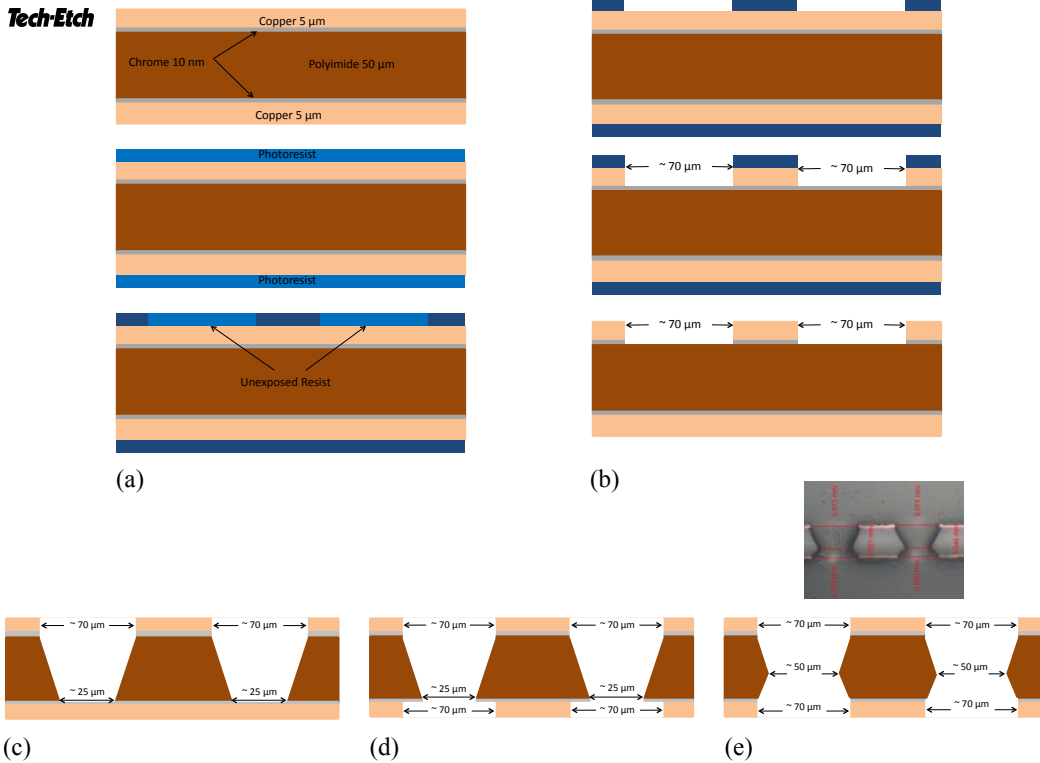 Tech-Etch
Copper 5 µm
Chrome 10 nm
Polyimide 50 µm
Copper 5 µm
Photoresist
Photoresist
Unexposed Resist
(a)
~ 70 µm
~ 70 µm
~ 70 µm
~ 70 µm
(b)
~ 70 µm
~ 70 µm
~ 25 µm
~ 25 µm
(c)
~ 70 µm
~ 70 µm
~ 25 µm
~ 25 µm
~ 70 µm
~ 70 µm
(d)
~ 70 µm
~ 70 µm
~ 50 µm
~ 50 µm
~ 70 µm
~ 70 µm
(e)